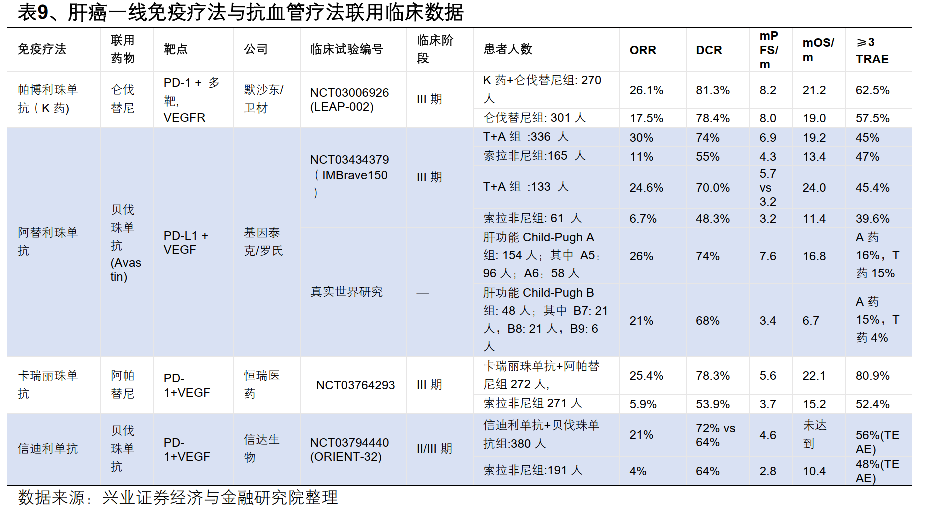 表9、肝癌一线免疫疗法与抗血管疗法联用临床数据
免疫疗法 联用药物 靶点 公司 临床试验编号 临床阶段 患者人数 ORR DCR mPFS/m mOS/m ≥3 TRAE
帕博利珠单抗（K 药) 仑伐替尼 PD-1 + 多靶, VEGFR 默沙东/卫材 NCT03006926 (LEAP-002) III 期 K 药+仑伐替尼组: 270 人 26.1% 81.3% 8.2 21.2 62.5%
仑伐替尼组: 301 人 17.5% 78.4% 8.0 19.0 57.5%
阿替利珠单抗 贝伐珠单抗 (Avastin) PD-L1 + VEGF 基因泰克/罗氏 NCT03434379（IMBrave150） III 期 T+A 组 :336 人 30% 74% 6.9 19.2 45%
索拉非尼组:165 人 11% 55% 4.3 13.4 47%
T+A 组 :133 人 24.6% 70.0% 5.7 vs 3.2 24.0 45.4%
索拉非尼组: 61 人 6.7% 48.3% 3.2 11.4 39.6%
真实世界研究 — 肝功能 Child-Pugh A 组: 154 人；其中 A5: 96 人；A6: 58 人 26% 74% 7.6 16.8 A 药 16%，T 药 15%
肝功能 Child-Pugh B 组: 48 人；其中 B7: 21 人，B8: 21 人，B9: 6 人 21% 68% 3.4 6.7 A 药 15%，T 药 4%
卡瑞丽珠单抗 阿帕替尼 PD-1+VEGF 恒瑞医药 NCT03764293 III 期 卡瑞丽珠单抗+阿帕替尼组 272 人, 25.4% 78.3% 5.6 22.1 80.9%
索拉非尼组 271 人 5.9% 53.9% 3.7 15.2 52.4%
信迪利单抗 贝伐珠单抗 PD-1+VEGF 信达生物 NCT03794440 (ORIENT-32) II/III 期 信迪利单抗+贝伐珠单抗组:380 人 21% 72% vs 64% 4.6 未达到 56%(TEAE)
索拉非尼组:191 人 4% 64% 2.8 10.4 48%(TEAE)
数据来源：兴业证券经济与金融研究院整理